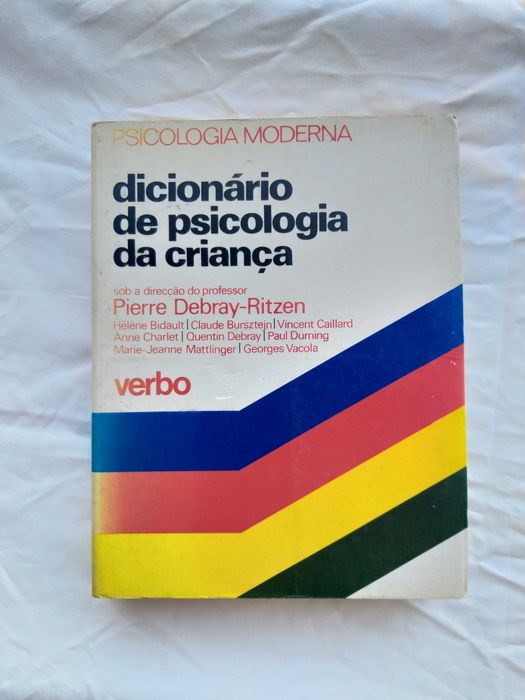 PSICOLOGIA MODERNA
dicionário
de psicologia
da criança
sob a direcção do professor
Pierre Debray-Ritzen
Hélène Bidault | Claude Bursztejn | Vincent Caillard
Anne Charlet | Quentin Debray | Paul Durning
Marie-Jeanne Mattlinger | Georges Vacola
verbo